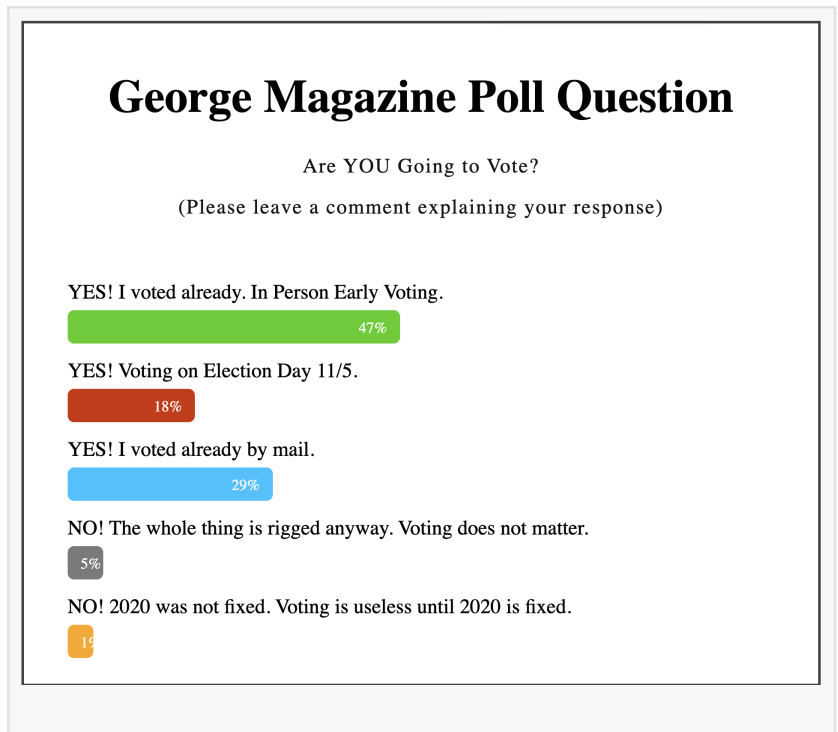 George Magazine Poll Question
Are YOU Going to Vote?
(Please leave a comment explaining your response)
YES! I voted already. In Person Early Voting.
47%
YES! Voting on Election Day 11/5.
18%
YES! I voted already by mail.
29%
NO! The whole thing is rigged anyway. Voting does not matter.
5%
NO! 2020 was not fixed. Voting is useless until 2020 is fixed.
1%